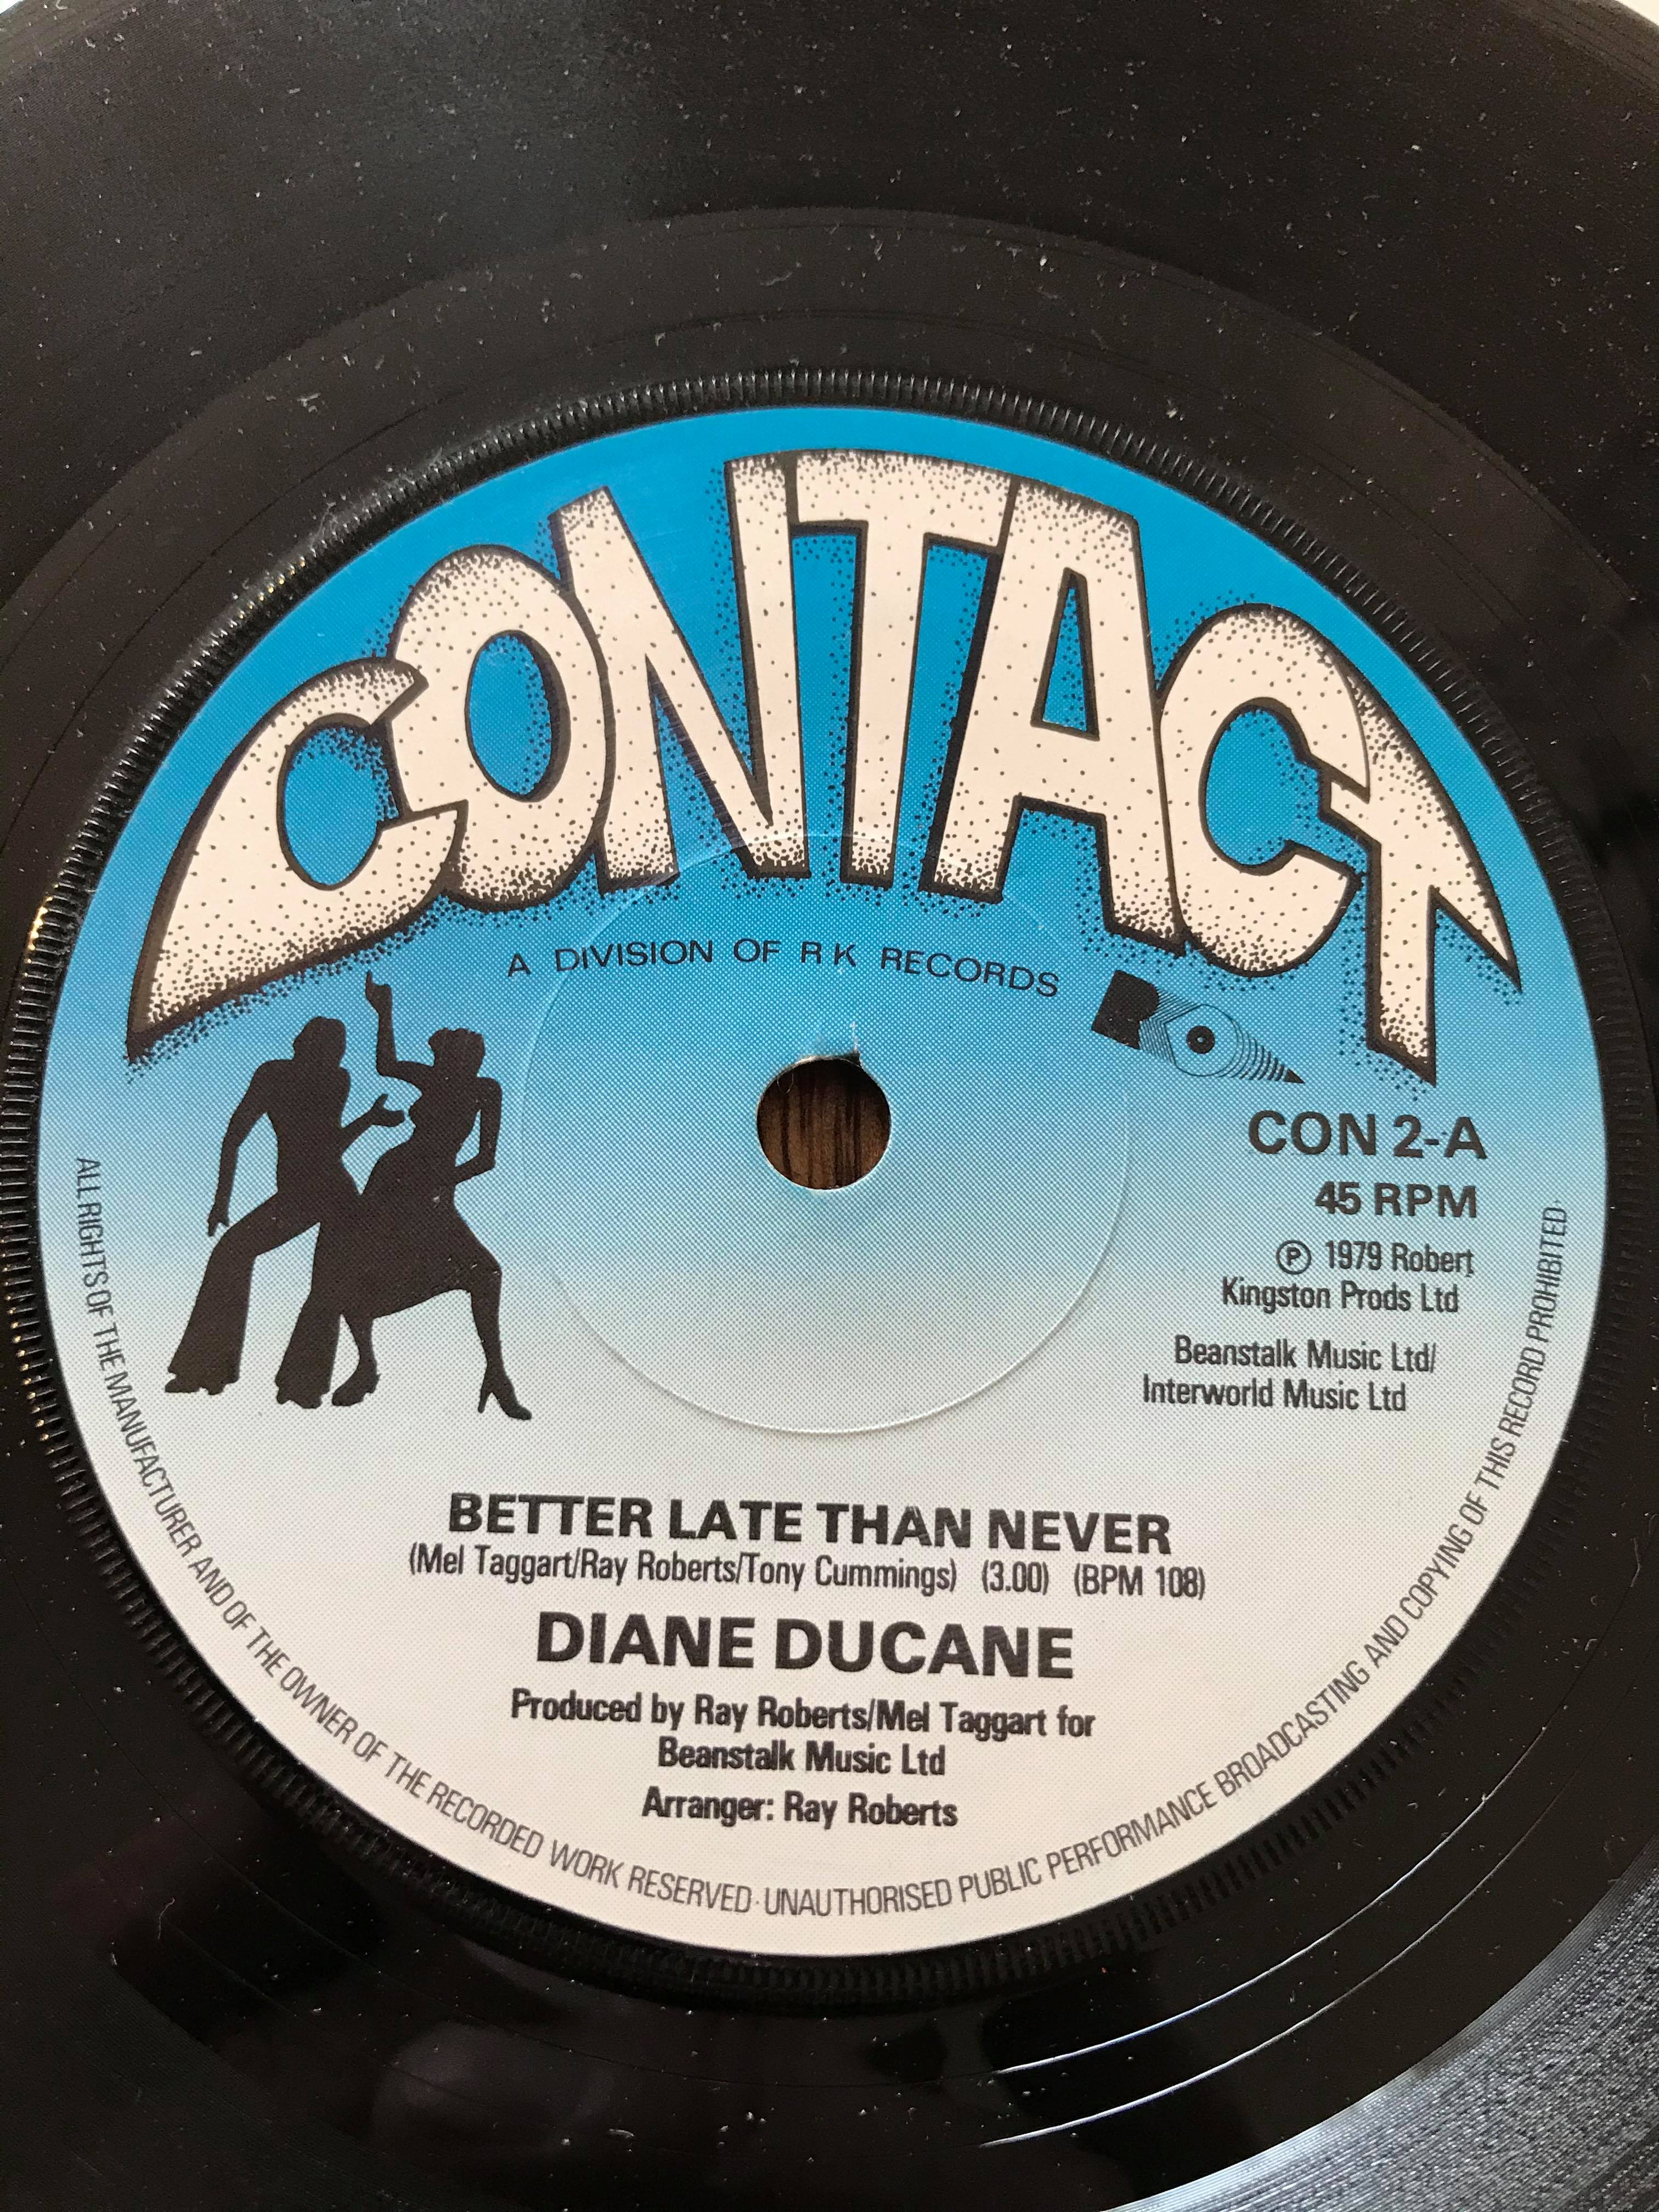 CONTACT
A DIVISION OF R K RECORDS
CON 2-A
45 RPM
Ⓟ 1979 Robert
Kingston Prods Ltd
Beanstalk Music Ltd/
Interworld Music Ltd
BETTER LATE THAN NEVER
(Mel Taggart/Ray Roberts/Tony Cummings) (3.00) (BPM 108)
DIANE DUCANE
Produced by Ray Roberts/Mel Taggart for
Beanstalk Music Ltd
Arranger: Ray Roberts
ALL RIGHTS OF THE MANUFACTURER AND OF THE OWNER OF THE RECORDED WORK RESERVED · UNAUTHORISED PUBLIC PERFORMANCE BROADCASTING AND COPYING OF THIS RECORD PROHIBITED.